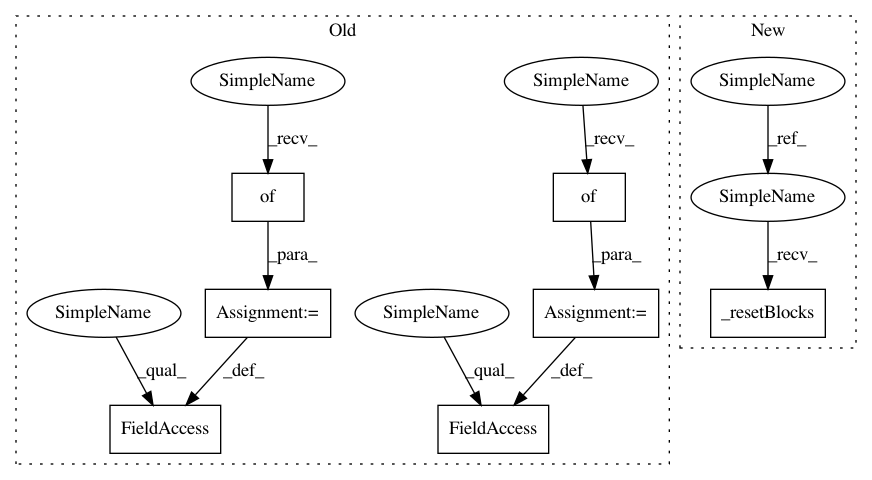 Old
New
SimpleName
SimpleName
SimpleName
_recv_
_recv_
_ref_
of
of
SimpleName
_para_
_para_
_recv_
SimpleName
Assignment:=
SimpleName
Assignment:=
_resetBlocks
_qual_
_def_
_qual_
_def_
FieldAccess
FieldAccess